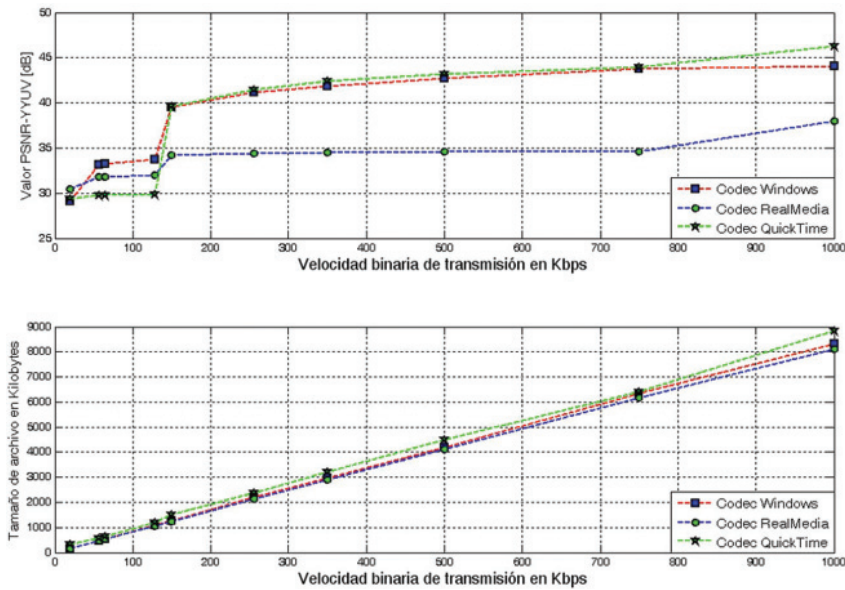 Valor PSNR-YYUV [dB]
50
45
40
35
30
25
0 100 200 300 400 500 600 700 800 900 1000
Codec Windows
Codec RealMedia
Codec QuickTime
Velocidad binaria de transmisión en Kbps
Tamaño de archivo en Kilobytes
9000
8000
7000
6000
5000
4000
3000
2000
1000
0
0 100 200 300 400 500 600 700 800 900 1000
Codec Windows
Codec RealMedia
Codec QuickTime
Velocidad binaria de transmisión en Kbps